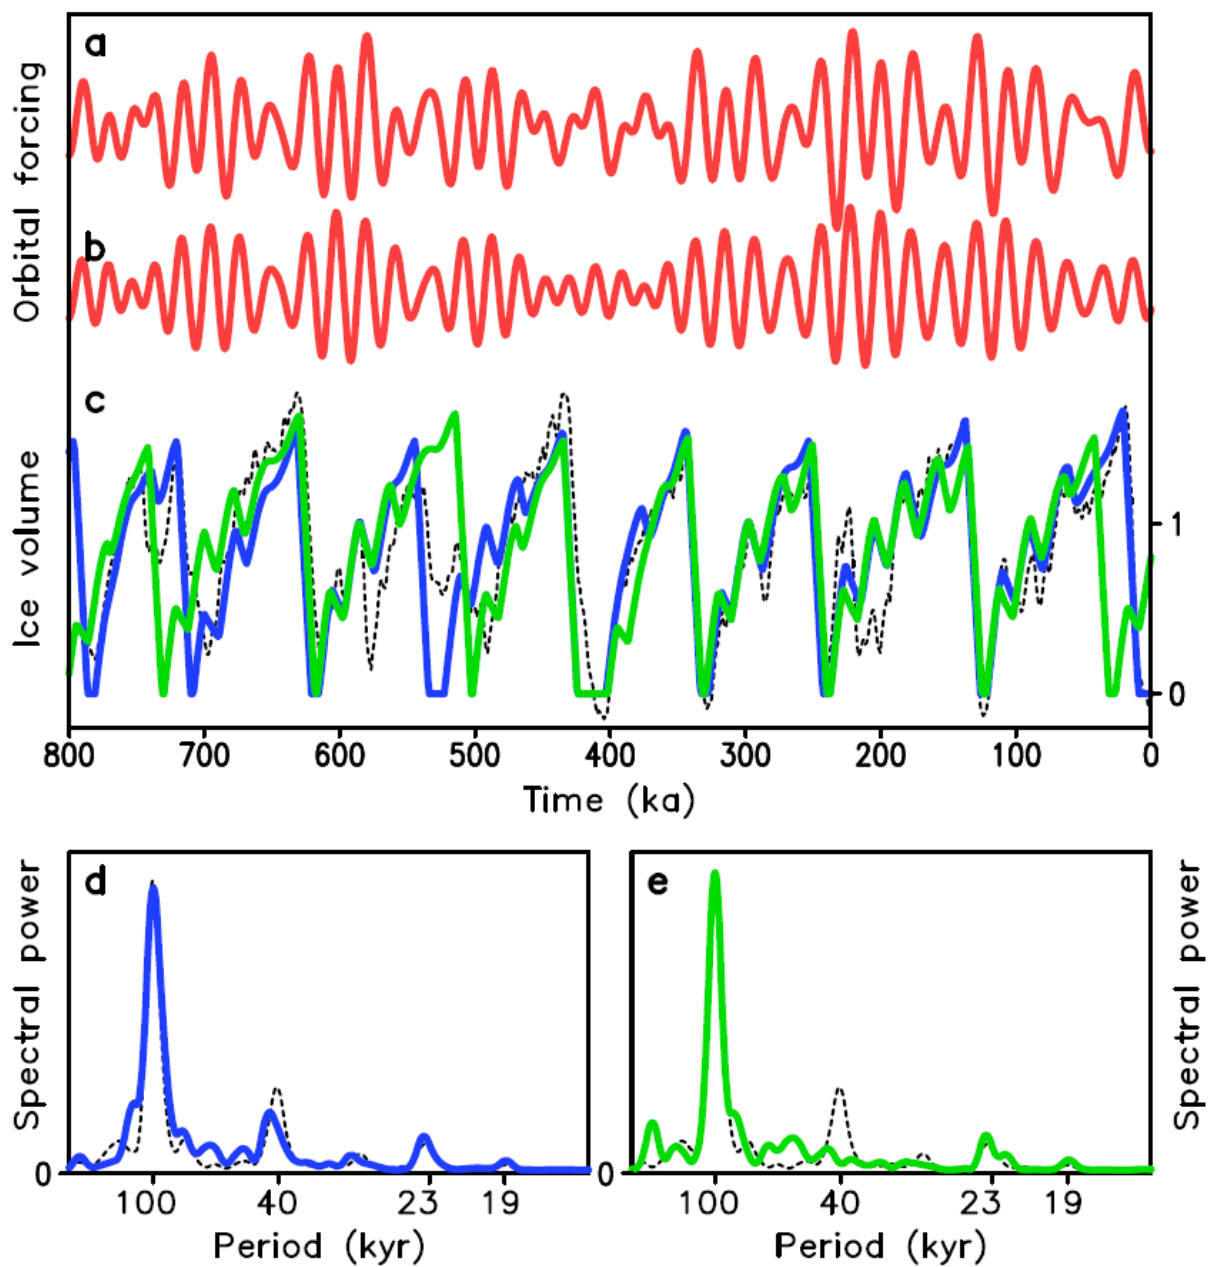 a
Orbital forcing
b
c
Ice volume
1
0
800 700 600 500 400 300 200 100 0
Time (ka)
d
Spectral power
0
100 40 23 19
Period (kyr)
e
Spectral power
0
100 40 23 19
Period (kyr)